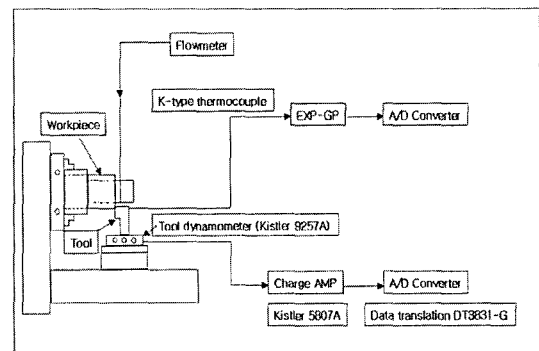 Flowmeter
K-type thermocouple
EXP-GP
A/D Converter
Workpiece
Tool dynamometer (Kistler 9257A)
Tool
Charge AMP
A/D Converter
Kistler 5807A
Data translation DT3831-G